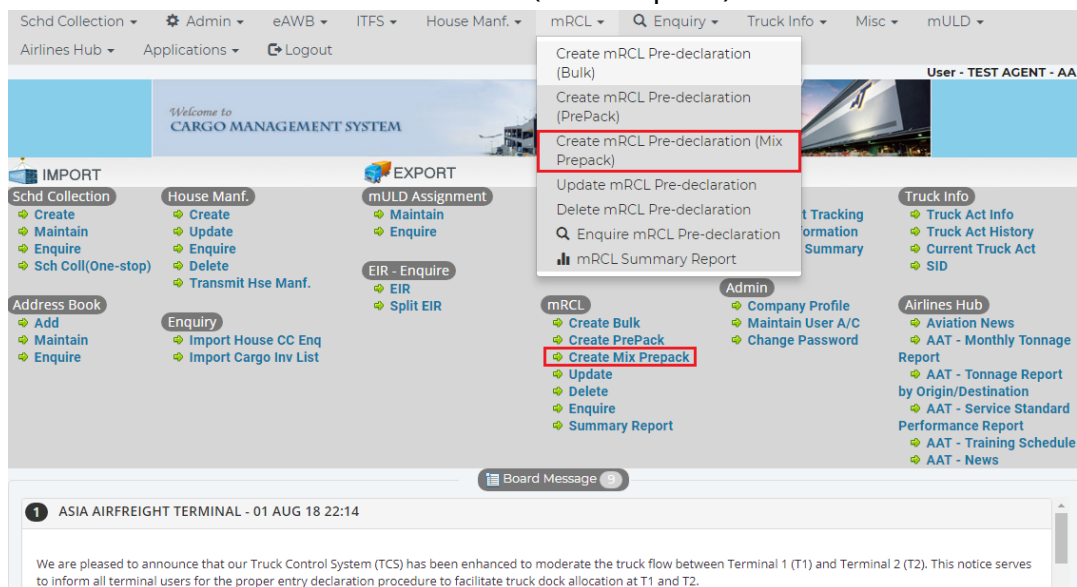 Schd Collection Admin eAWB ITFS House Manf. mRCL Enquiry Truck Info Misc mULD
Airlines Hub Applications Logout
Create mRCL Pre-declaration
(Bulk)
Create mRCL Pre-declaration
(PrePack)
Create mRCL Pre-declaration (Mix
Prepack)
Update mRCL Pre-declaration
Delete mRCL Pre-declaration
Enquire mRCL Pre-declaration
mRCL Summary Report
User - TEST AGENT - AA
Welcome to
CARGO MANAGEMENT SYSTEM
IMPORT
Schd Collection
Create
Maintain
Enquire
Sch Coll(One-stop)
Address Book
Add
Maintain
Enquire
House Manf.
Create
Update
Enquire
Delete
Transmit Hse Manf.
Enquiry
Import House CC Enq
Import Cargo Inv List
EXPORT
mULD Assignment
Maintain
Enquire
EIR - Enquire
EIR
Split EIR
mRCL
Create Bulk
Create PrePack
Create Mix Prepack
Update
Delete
Enquire
Summary Report
t Tracking
ormation
Summary
Admin
Company Profile
Maintain User A/C
Change Password
Truck Info
Truck Act Info
Truck Act History
Current Truck Act
SID
Airlines Hub
Aviation News
AAT - Monthly Tonnage
Report
AAT - Tonnage Report
by Origin/Destination
AAT - Service Standard
Performance Report
AAT - Training Schedule
AAT - News
Board Message 9
1 ASIA AIRFREIGHT TERMINAL - 01 AUG 18 22:14
We are pleased to announce that our Truck Control System (TCS) has been enhanced to moderate the truck flow between Terminal 1 (T1) and Terminal 2 (T2). This notice serves
to inform all terminal users for the proper entry declaration procedure to facilitate truck dock allocation at T1 and T2.